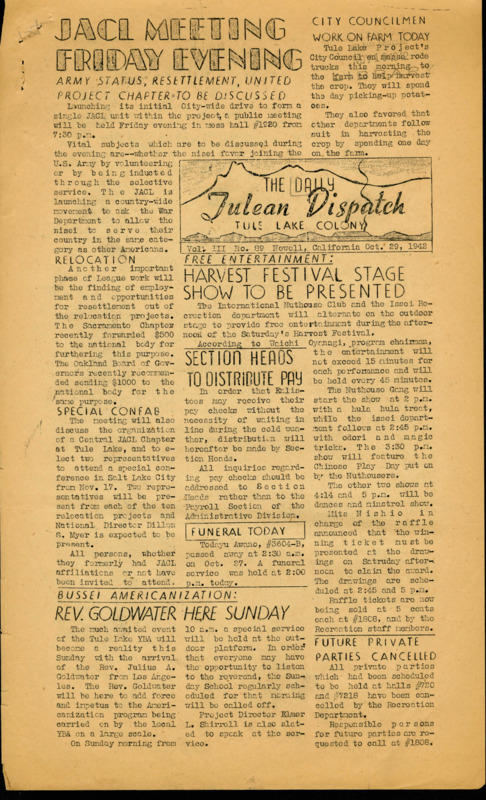 JACL MEETING
FRIDAY EVENING
ARMY STATUS, RESETTLEMENT, UNITED
PROJECT CHAPTER TO BE DISCUSSED
Launching its initial City-wide drive to form a
single JACL unit within the project, a public meeting
will be held Friday evening in mess hall #1220 from
7:30 p.m.
Vital subjects which are to be discussed during
the evening are--whether the nisei favor joining the
U.S. Army by volunteering
or by being inducted
through the selective
service. The JACL is
launching a country-wide
movement to ask the War
Department to allow the
nisei to serve their
country in the same cate-
gory as other Americans.
RELOCATION
Another important
phase of League work will
be the finding of employ-
ment and opportunities
for resettlement out of
the relocation projects.
The Sacramento Chapter
recently forwarded $500
to the national body for
furthering this purpose.
The Oakland Board of Gov-
ernors recently recommen-
ded sending $1000 to the
national body for the
same purpose.
SPECIAL CONFAB
The meeting will also
discuss the organization
of a Central JACL Chapter
at Tule Lake, and to e-
lect two representatives
to attend a special con-
ference in Salt Lake City
from Nov. 17. Two repre-
sentatives will be pre-
sent from each of the ten
relocation projects and
National Director Dillon
S. Myer is expected to be
present.
All persons, whether
they formerly had JACL
affiliations or not have
been invited to attend.
CITY COUNCILMEN
WORK ON FARM TODAY
Tule Lake Project's
City Council en masse rode
trucks this morning to
the farm to help harvest
the crop. They will spend
the day picking-up potat-
oes.
They also favored that
other departments follow
suit in harvesting the
crop by spending one day
on the farm.
THE DAILY
Tulean Dispatch
TULE LAKE COLONY
Vol. III No. 89 Newell, California Oct. 29, 1942
FREE ENTERTAINMENT:
HARVEST FESTIVAL STAGE
SHOW TO BE PRESENTED
The International Nuthouse Club and the Issei Re-
creation department will alternate on the outdoor
stage to provide free entertainment during the after-
noon of the Saturday's Harvest Festival.
According to Uoichi
Oyanagi, program chairman,
the entertainment will
not exceed 15 minutes for
each performance and will
be held every 45 minutes.
The Nuthouse Gang will
start the show at 2 p.m.
with a hula hula treat,
while the issei depart-
ment follows at 2:45 p.m.
with odori and magic
tricks. The 3:30 p.m.
show will feature the
Chinese Play Day put on
by the Nuthousers.
The other two shows at
4:14 and 5 p.m. will be
dances and minstrel show.
Mits Nishio in
charge of the raffle
announced that the win-
ning ticket must be
presented at the draw-
ings on Satruday after-
noon to claim the award.
The drawings are sche-
duled at 2:45 and 5 p.m.
Raffle tickets are now
being sold at 5 cents
each at #1808, and by the
Recreation staff members.
SECTION HEADS
TO DISTRIBUTE PAY
In order that Enlis-
tees may receive their
pay checks without the
necessity of waiting in
line during the cold wea-
ther, distribution will
hereafter be made by Sec-
tion Heads.
All inquiries regard-
ing pay checks should be
addressed to Section
Heads rather than to the
Payroll Section of the
Administrative Division.
FUNERAL TODAY
Todayu Awano, #3604-B,
passed away at 2:30 a.m.
on Oct. 27. A funeral
service was held at 2:00
p.m. today.
BUSSEI AMERICANIZATION:
REV. GOLDWATER HERE SUNDAY
The much awaited event
of the Tule Lake YBA will
become a reality this
Sunday with the arrival
of the Rev. Julius A.
Goldwater from Los Ange-
les. The Rev. Goldwater
will be here to add force
and impetus to the Ameri-
canization program being
carried on by the local
YBA on a large scale.
On Sunday morning from
10 a.m. a special service
will be held at the out-
door platform. In order
that everyone may have
the opportunity to listen
to the reverend, the Sun-
day School regularly sch-
eduled for that morning
will be called off.
Project Director Elmer
L. Shirrell is also slat-
ed to speak at the ser-
vice.
FUTURE PRIVATE
PARTIES CANCELLED
All private parties
which had been scheduled
to be held at halls #720
and #7218 have been can-
celled by the Recreation
Department.
Responsible persons
for future parties are re-
quested to call at #1808.